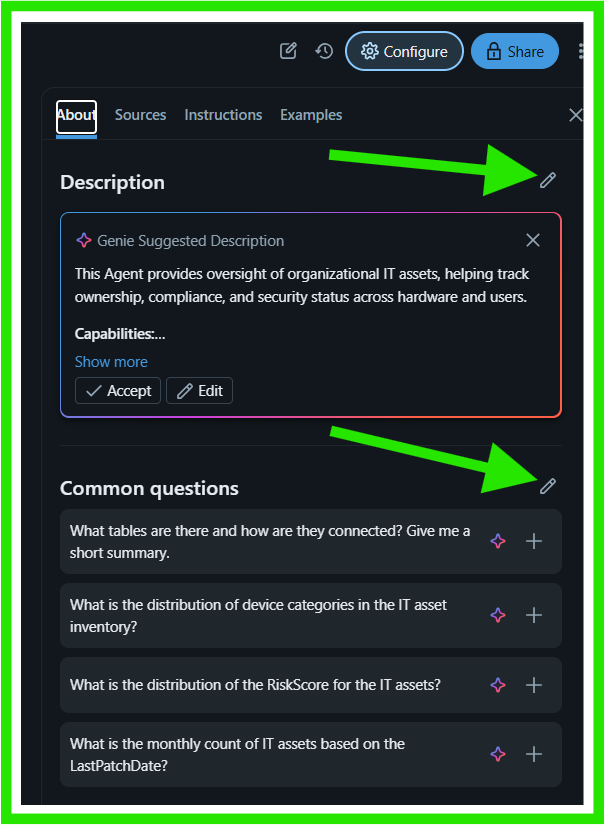 Configure
Share
About
Sources
Instructions
Examples
Description
Genie Suggested Description
This Agent provides oversight of organizational IT assets, helping track
ownership, compliance, and security status across hardware and users.
Capabilities:...
Show more
Accept
Edit
Common questions
What tables are there and how are they connected? Give me a
short summary.
What is the distribution of device categories in the IT asset
inventory?
What is the distribution of the RiskScore for the IT assets?
What is the monthly count of IT assets based on the
LastPatchDate?